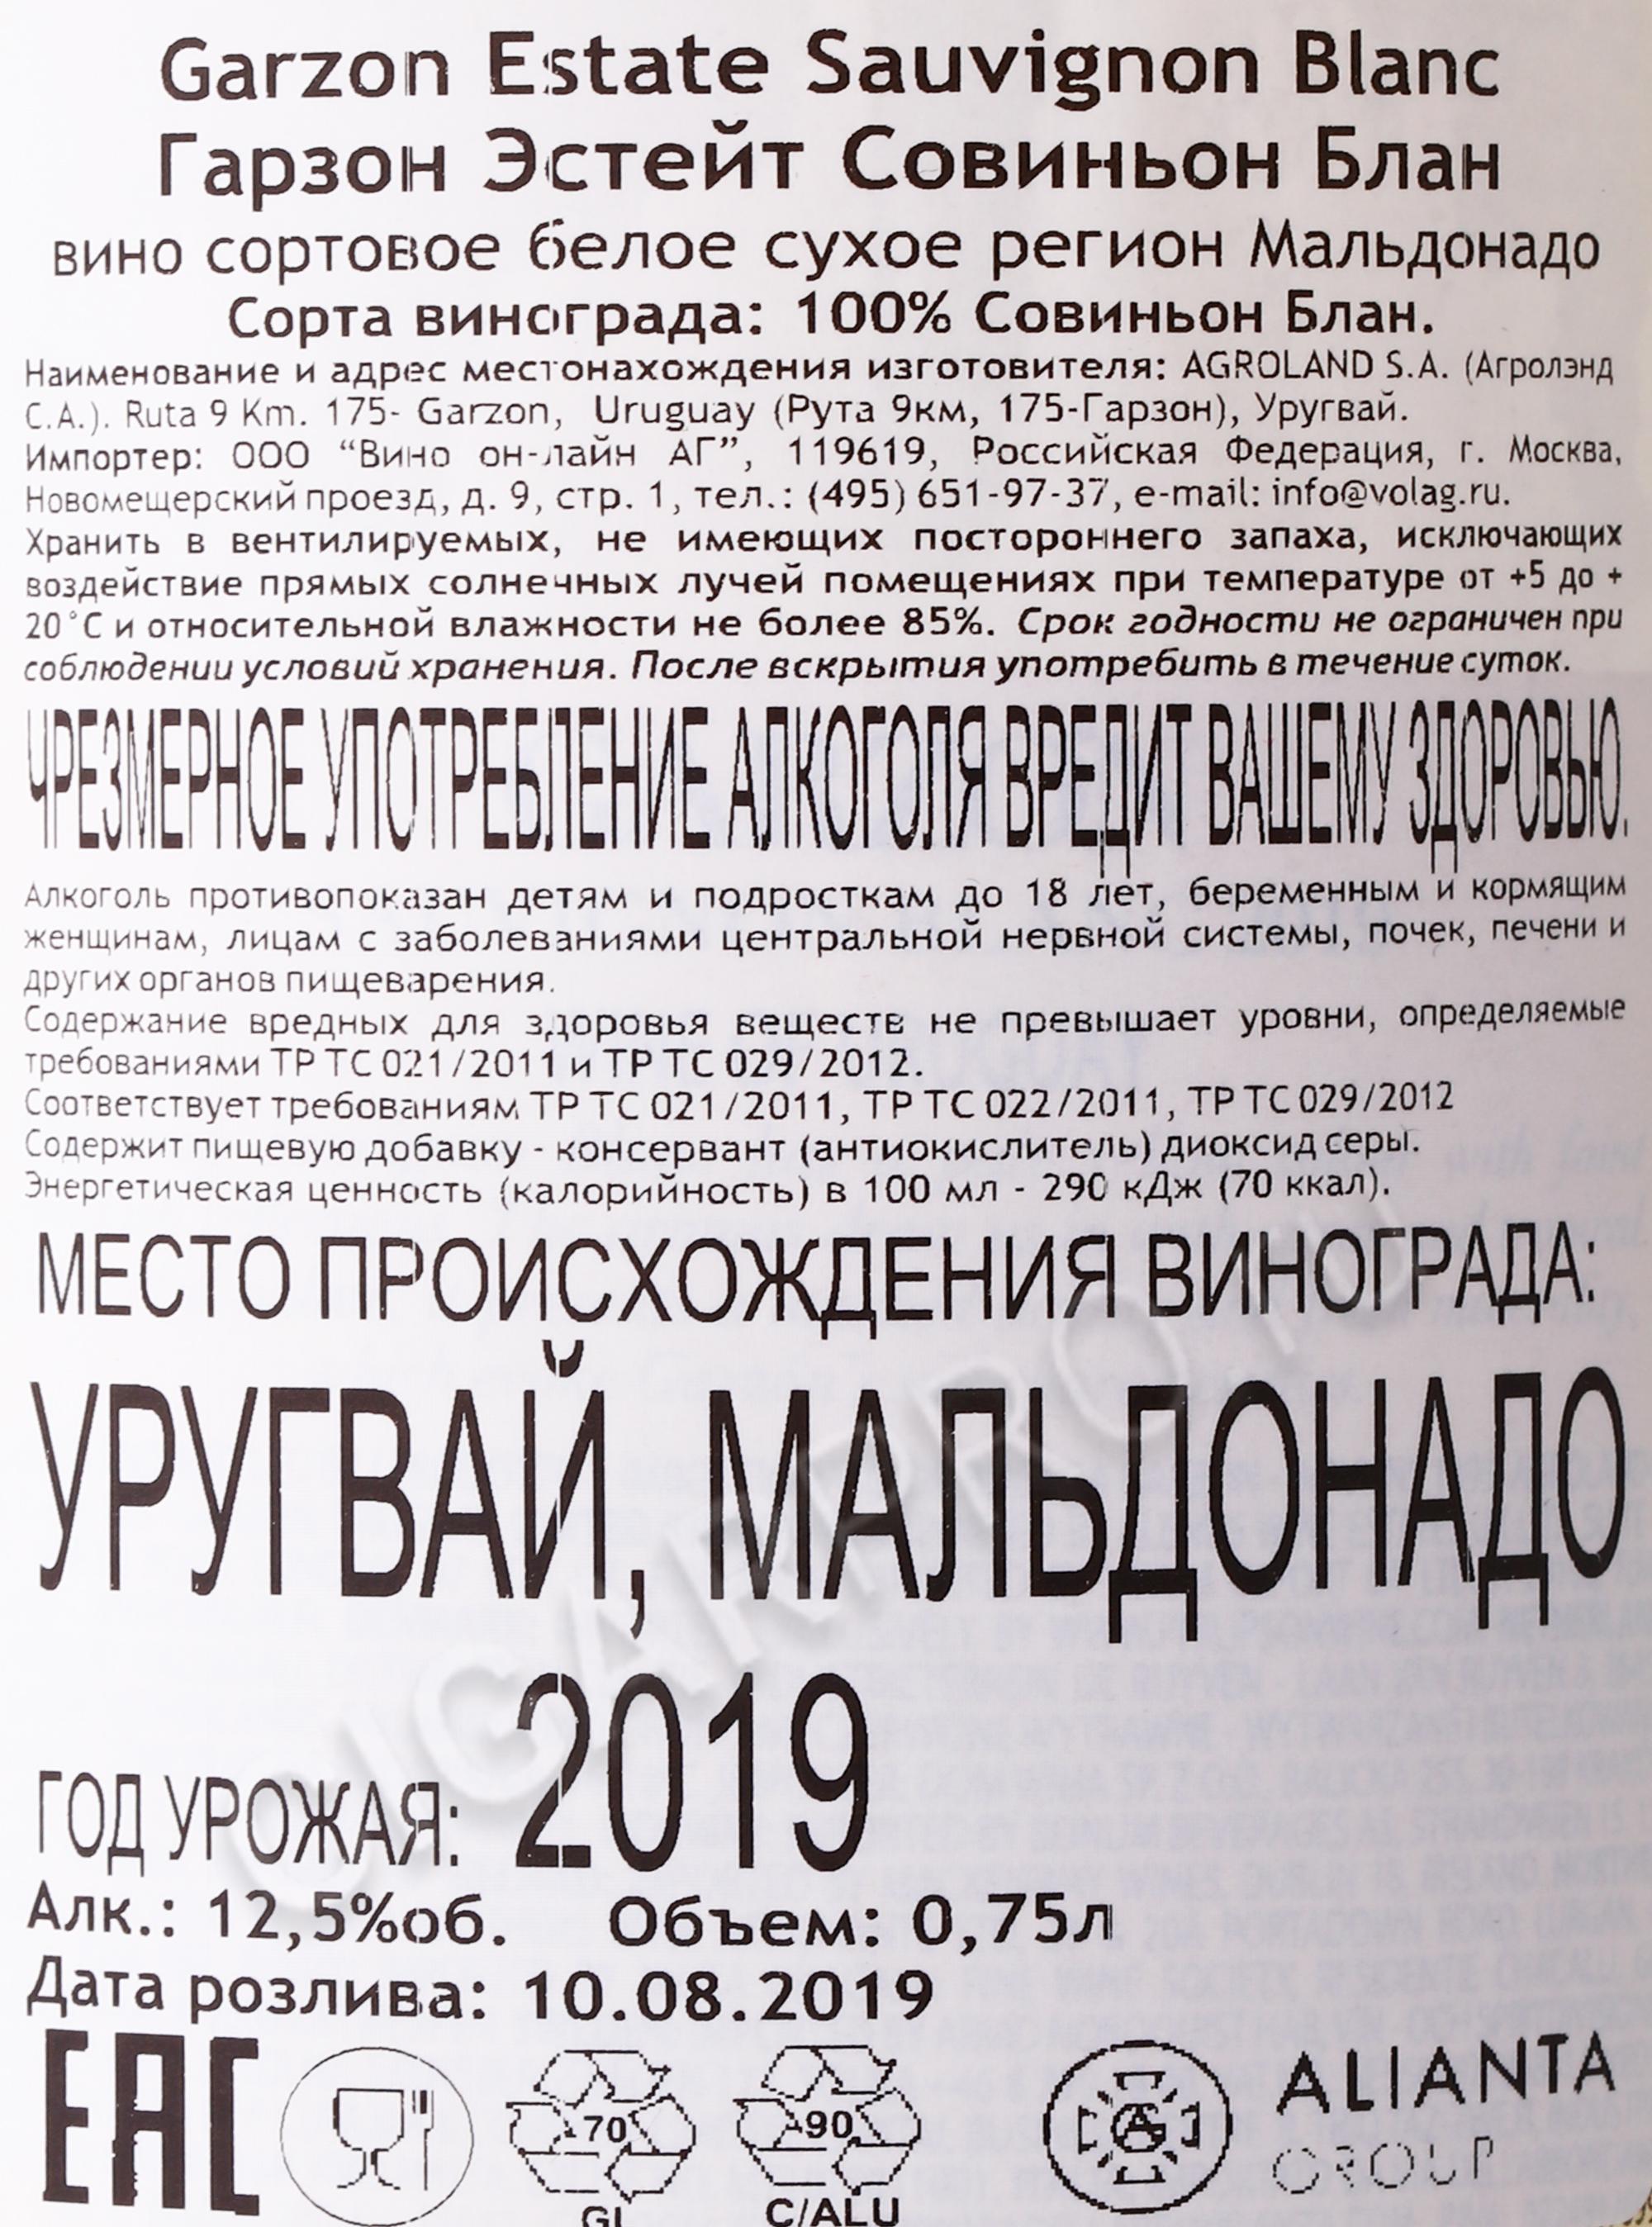 Garzon Estate Sauvignon Blanc
Гарзон Эстейт Совиньон Блан
вино сортовое белое сухое регион Мальдонадо
Сорта винограда: 100% Совиньон Блан.
Наименование и адрес местонахождения изготовителя: AGROLAND S.A. (Агролэнд
С.А.). Ruta 9 Km. 175- Garzon, Uruguay (Рута 9км, 175-Гарзон), Уругвай.
Импортер: ООО “Вино он-лайн АГ”, 119619, Российская Федерация, г. Москва,
Новомещерский проезд, д. 9, стр. 1, тел.: (495) 651-97-37, e-mail: info@volag.ru.
Хранить в вентилируемых, не имеющих постороннего запаха, исключающих
воздействие прямых солнечных лучей помещениях при температуре от +5 до +
20°С и относительной влажности не более 85%. Срок годности не ограничен при
соблюдении условий хранения. После вскрытия употребить в течение суток.
ЧРЕЗМЕРНОЕ УПОТРЕБЛЕНИЕ АЛКОГОЛЯ ВРЕДИТ ВАШЕМУ ЗДОРОВЬЮ.
Алкоголь противопоказан детям и подросткам до 18 лет, беременным и кормящим
женщинам, лицам с заболеваниями центральной нервной системы, почек, печени и
других органов пищеварения.
Содержание вредных для здоровья веществ не превышает уровни, определяемые
требованиями ТР ТС 021/2011 и ТР ТС 029/2012.
Соответствует требованиям ТР ТС 021/2011, ТР ТС 022/2011, ТР ТС 029/2012
Содержит пищевую добавку - консервант (антиокислитель) диоксид серы.
Энергетическая ценность (калорийность) в 100 мл - 290 кДж (70 ккал).
МЕСТО ПРОИСХОЖДЕНИЯ ВИНОГРАДА:
УРУГВАЙ, МАЛЬДОНАДО
ГОД УРОЖАЯ: 2019
Алк.: 12,5%об. Объем: 0,75л
Дата розлива: 10.08.2019
EAC
70
GL
90
C/ALU
ALIANTA
GROUP
CIGARPRO.RU